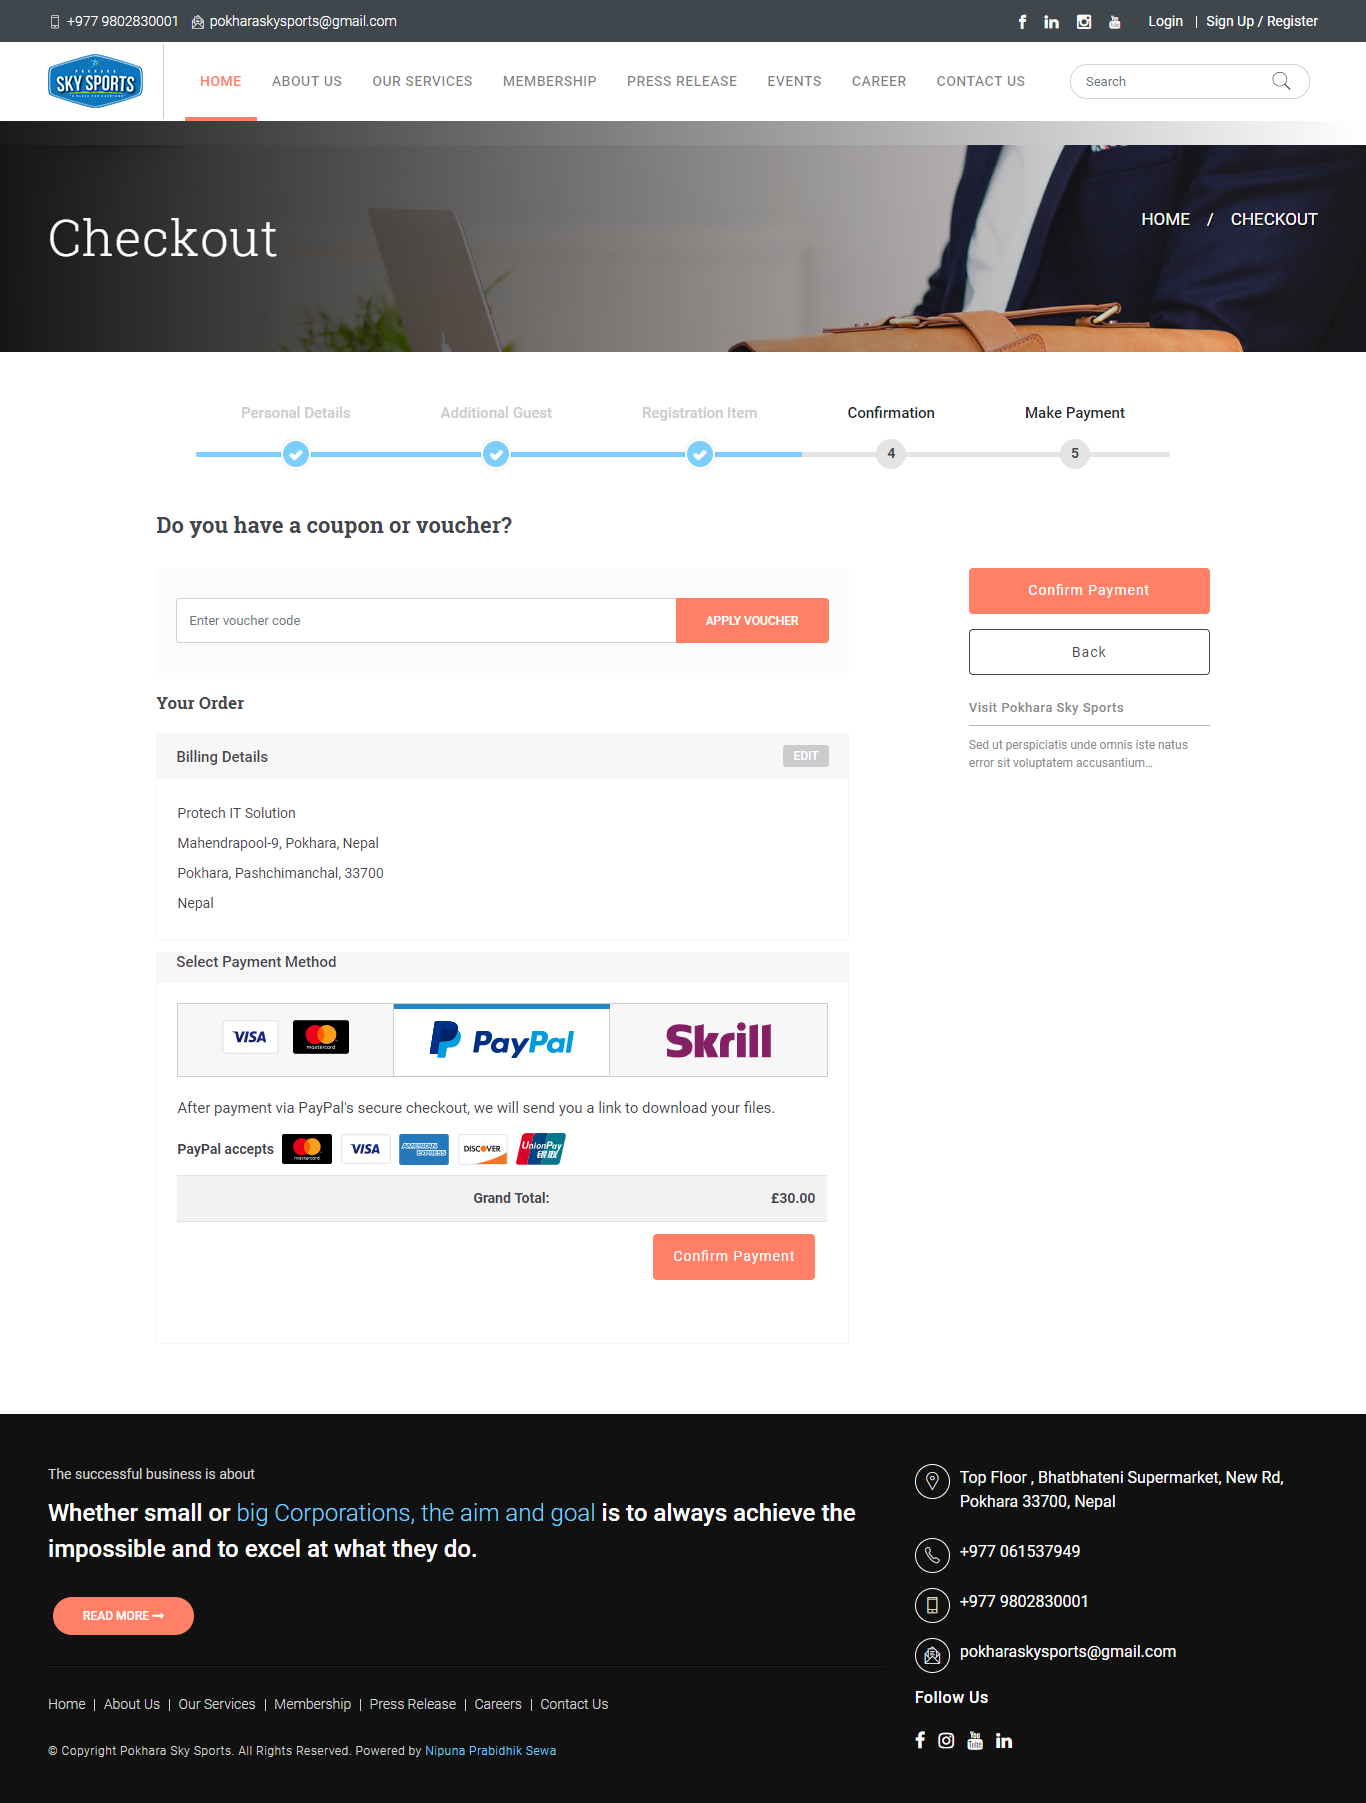 +977 9802830001 pokharaskysports@gmail.com
Login | Sign Up / Register
POKHARA
SKY SPORTS
HOME ABOUT US OUR SERVICES MEMBERSHIP PRESS RELEASE EVENTS CAREER CONTACT US
Search
Checkout
HOME / CHECKOUT
Personal Details Additional Guest Registration Item Confirmation Make Payment
4 5
Do you have a coupon or voucher?
Enter voucher code APPLY VOUCHER
Confirm Payment
Back
Visit Pokhara Sky Sports
Sed ut perspiciatis unde omnis iste natus
error sit voluptatem accusantium...
Your Order
Billing Details EDIT
Protech IT Solution
Mahendrapool-9, Pokhara, Nepal
Pokhara, Pashchimanchal, 33700
Nepal
Select Payment Method
VISA mastercard PayPal Skrill
After payment via PayPal's secure checkout, we will send you a link to download your files.
PayPal accepts mastercard VISA AMERICAN EXPRESS DISCOVER UnionPay 银联
Grand Total: £30.00
Confirm Payment
The successful business is about
Whether small or big Corporations, the aim and goal is to always achieve the
impossible and to excel at what they do.
READ MORE
Home | About Us | Our Services | Membership | Press Release | Careers | Contact Us
© Copyright Pokhara Sky Sports. All Rights Reserved. Powered by Nipuna Prabidhik Sewa
Top Floor , Bhatbhateni Supermarket, New Rd,
Pokhara 33700, Nepal
+977 061537949
+977 9802830001
pokharaskysports@gmail.com
Follow Us
You
Tube